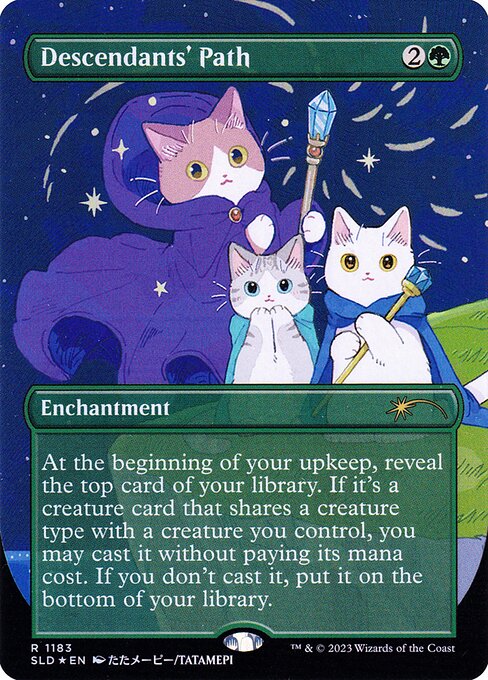 Descendants' Path 2
Enchantment
At the beginning of your upkeep, reveal
the top card of your library. If it's a
creature card that shares a creature
type with a creature you control, you
may cast it without paying its mana
cost. If you don't cast it, put it on the
bottom of your library.
R 1183
SLD ★ EN たたメーピー/TATAMEPI
™ & © 2023 Wizards of the Coast